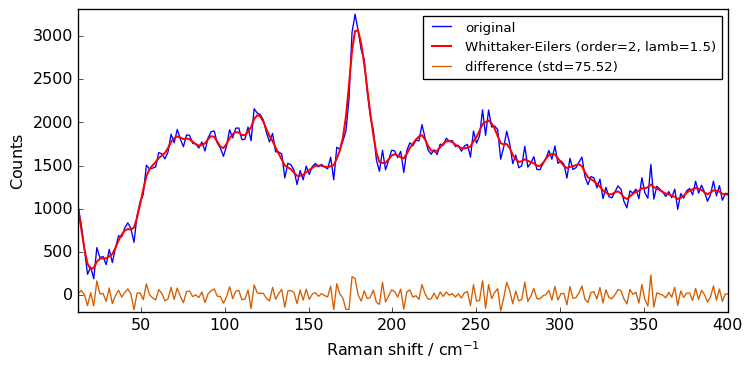 original
Whittaker-Eilers (order=2, lamb=1.5)
difference (std=75.52)
Counts
3000
2500
2000
1500
1000
500
0
50 100 150 200 250 300 350 400
Raman shift / cm⁻¹